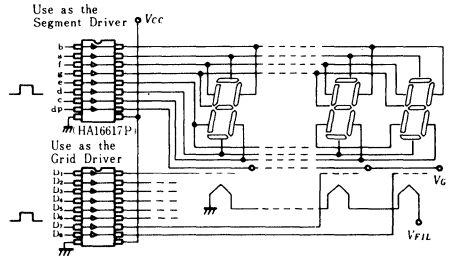 Use as the
Segment Driver
VCC
b
a
f
g
e
d
c
dp
(HA16617P)
Use as the
Grid Driver
D1
D2
D3
D4
D5
D6
D7
D8
VG
VFIL